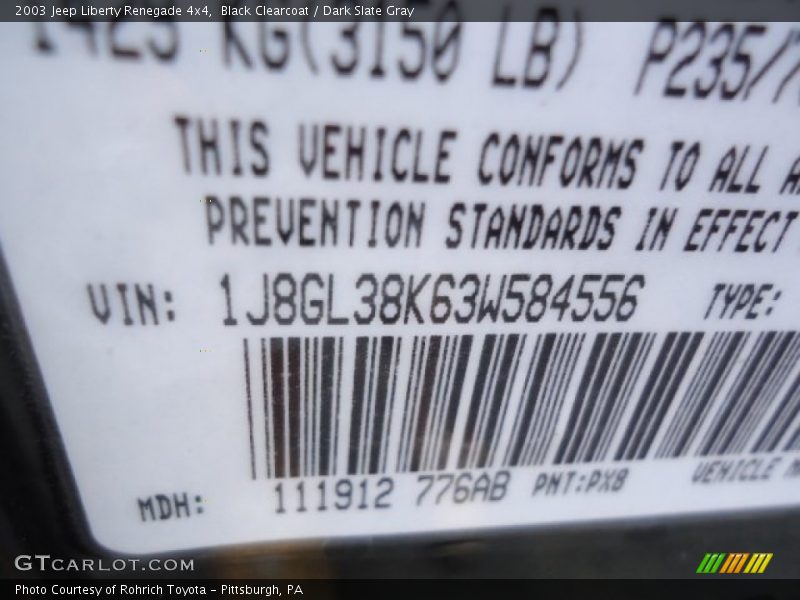 2003 Jeep Liberty Renegade 4x4, Black Clearcoat / Dark Slate Gray
1425 KG(3150 LB) P235/7
THIS VEHICLE CONFORMS TO ALL A
PREVENTION STANDARDS IN EFFECT
VIN: 1J8GL38K63W584556 TYPE:
MDH: 111912 776AB PNT:PX8 VEHICLE
GTCARLOT.COM
Photo Courtesy of Rohrich Toyota - Pittsburgh, PA